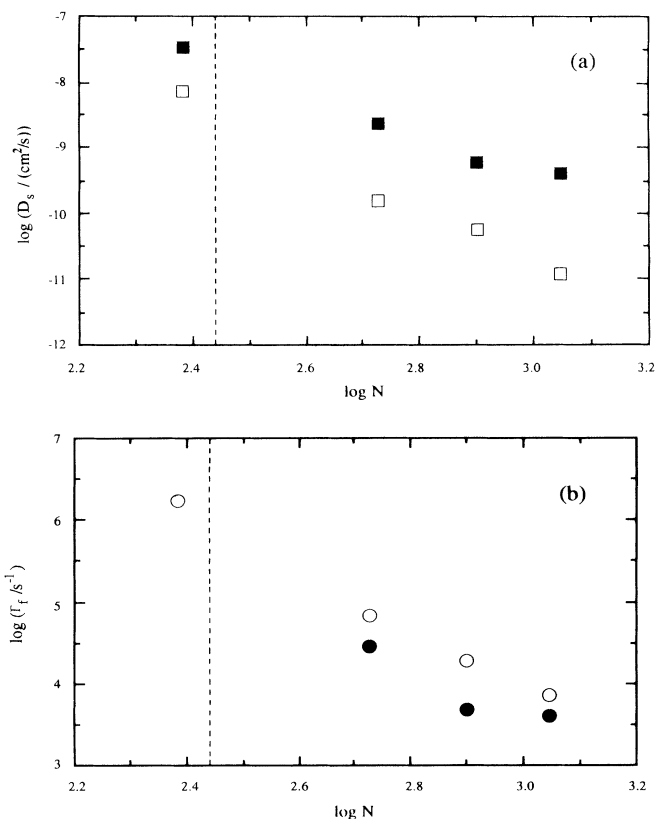 -7
(a)
-8
-9
-10
-11
-12
log (D_s / (cm²/s))
2.2 2.4 2.6 2.8 3.0 3.2
log N
7
(b)
6
5
4
3
log (Γ_f /s⁻¹)
2.2 2.4 2.6 2.8 3.0 3.2
log N